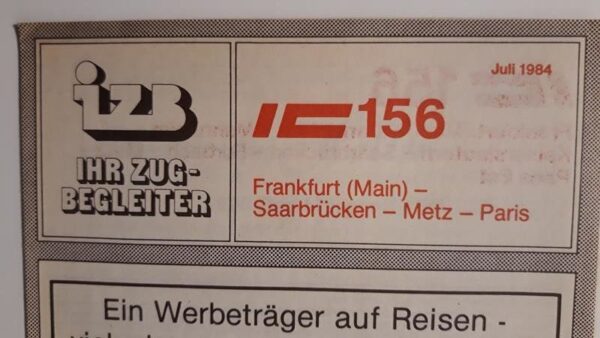 izb
IHR ZUG-
BEGLEITER
Juli 1984
IC 156
Frankfurt (Main) –
Saarbrücken – Metz – Paris
Ein Werbeträger auf Reisen -